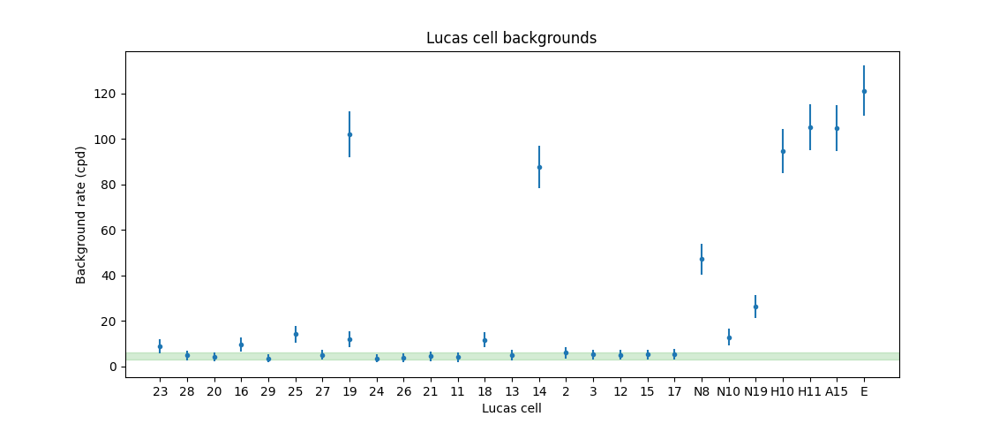 Lucas cell backgrounds
Background rate (cpd)
120
100
80
60
40
20
0
23 28 20 16 29 25 27 19 24 26 21 11 18 13 14 2 3 12 15 17 N8 N10 N19 H10 H11 A15 E
Lucas cell